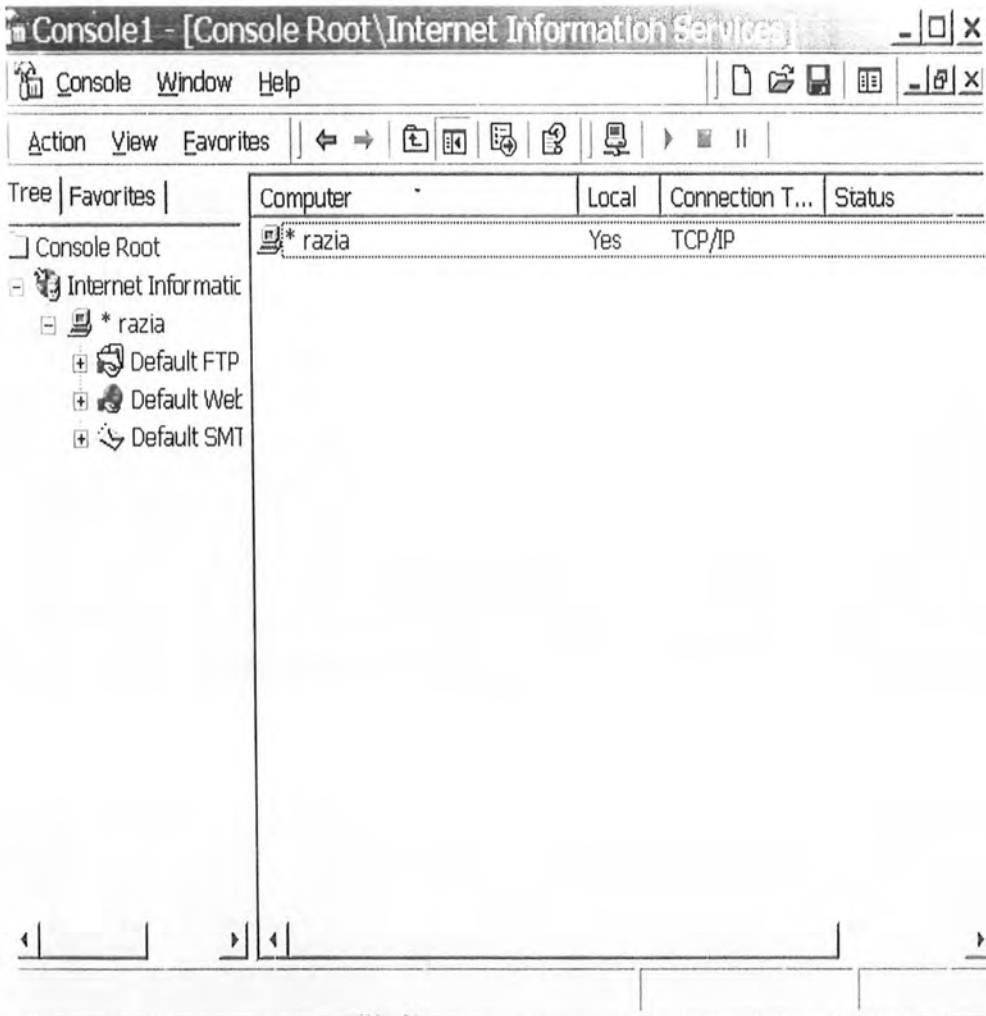 Console1 - [Console Root\Internet Information Services]
Console Window Help
Action View Favorites
Tree Favorites
Computer Local Connection T... Status
Console Root
* razia Yes TCP/IP
Internet Informatic
* razia
Default FTP
Default Web
Default SMT